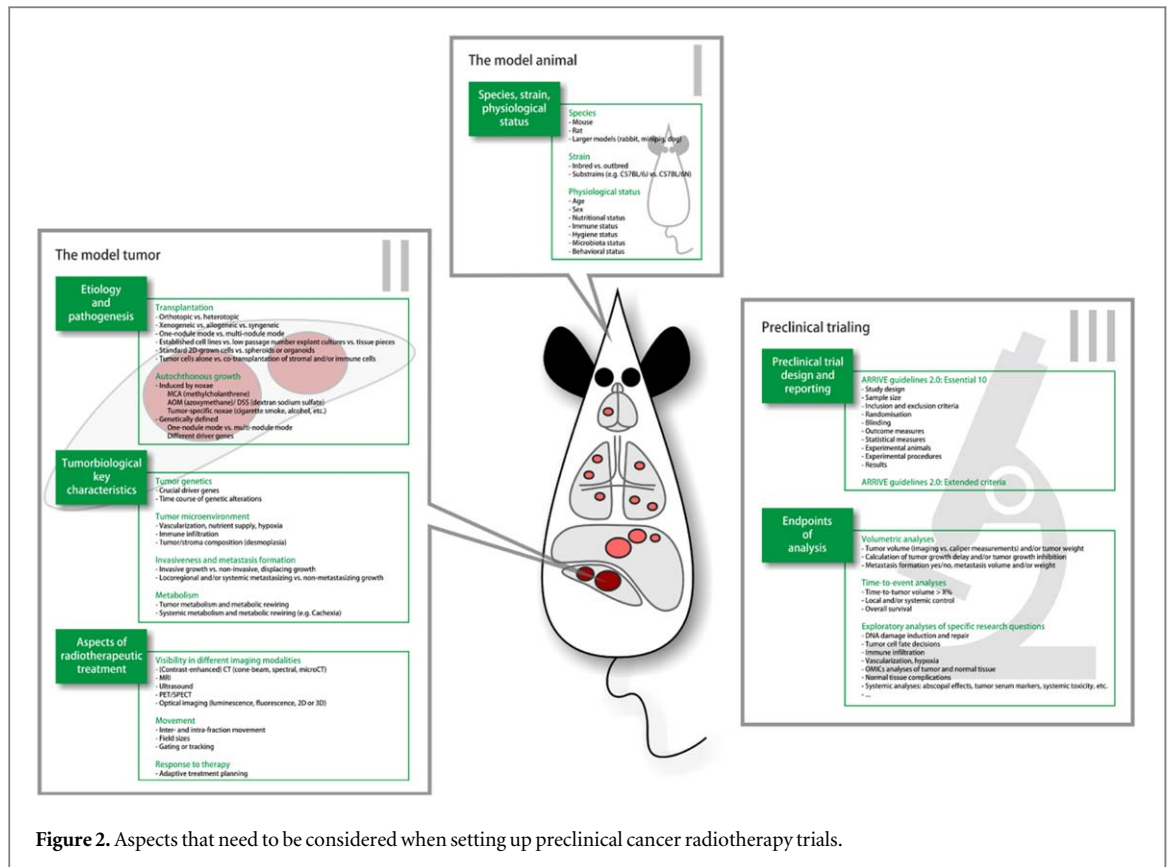 The model animal
I
Species, strain,
physiological
status
Species
- Mouse
- Rat
- Larger models (rabbit, minipig, dog)
Strain
- Inbred vs. outbred
- Substrains (e.g. C57BL/6J vs. C57BL/6N)
Physiological status
- Age
- Sex
- Nutritional status
- Immune status
- Hygiene status
- Microbiota status
- Behavioral status
The model tumor
II
Etiology
and
pathogenesis
Transplantation
- Orthotopic vs. heterotopic
- Xenogeneic vs. allogeneic vs. syngeneic
- One-nodule mode vs. multi-nodule mode
- Established cell lines vs. low passage number explant cultures vs. tissue pieces
- Standard 2D-grown cells vs. spheroids or organoids
- Tumor cells alone vs. co-transplantation of stromal and/or immune cells
Autochthonous growth
- Induced by noxae
MCA (methylcholanthrene)
AOM (azoxymethane)/ DSS (dextran sodium sulfate)
Tumor-specific noxae (cigarette smoke, alcohol, etc.)
- Genetically defined
One-nodule mode vs. multi-nodule mode
Different driver genes
Tumorbiological
key
characteristics
Tumor genetics
- Crucial driver genes
- Time course of genetic alterations
Tumor microenvironment
- Vascularization, nutrient supply, hypoxia
- Immune infiltration
- Tumor/stroma composition (desmoplasia)
Invasiveness and metastasis formation
- Invasive growth vs. non-invasive, displacing growth
- Locoregional and/or systemic metastasizing vs. non-metastasizing growth
Metabolism
- Tumor metabolism and metabolic rewiring
- Systemic metabolism and metabolic rewiring (e.g. Cachexia)
Aspects of
radiotherapeutic
treatment
Visibility in different imaging modalities
- (Contrast-enhanced) CT (cone-beam, spectral, microCT)
- MRI
- Ultrasound
- PET/SPECT
- Optical imaging (luminescence, fluorescence, 2D or 3D)
Movement
- Inter- and intra-fraction movement
- Field sizes
- Gating or tracking
Response to therapy
- Adaptive treatment planning
Preclinical trialing
III
Preclinical trial
design and
reporting
ARRIVE guidelines 2.0: Essential 10
- Study design
- Sample size
- Inclusion and exclusion criteria
- Randomisation
- Blinding
- Outcome measures
- Statistical measures
- Experimental animals
- Experimental procedures
- Results
ARRIVE guidelines 2.0: Extended criteria
Endpoints
of
analysis
Volumetric analyses
- Tumor volume (imaging vs. caliper measurements) and/or tumor weight
- Calculation of tumor growth delay and/or tumor growth inhibition
- Metastasis formation yes/no, metastasis volume and/or weight
Time-to-event analyses
- Time-to-tumor volume > X%
- Local and/or systemic control
- Overall survival
Exploratory analyses of specific research questions
- DNA damage induction and repair
- Tumor cell fate decisions
- Immune infiltration
- Vascularization, hypoxia
- OMICs analyses of tumor and normal tissue
- Normal tissue complications
- Systemic analyses: abscopal effects, tumor serum markers, systemic toxicity, etc.
- ...
Figure 2. Aspects that need to be considered when setting up preclinical cancer radiotherapy trials.